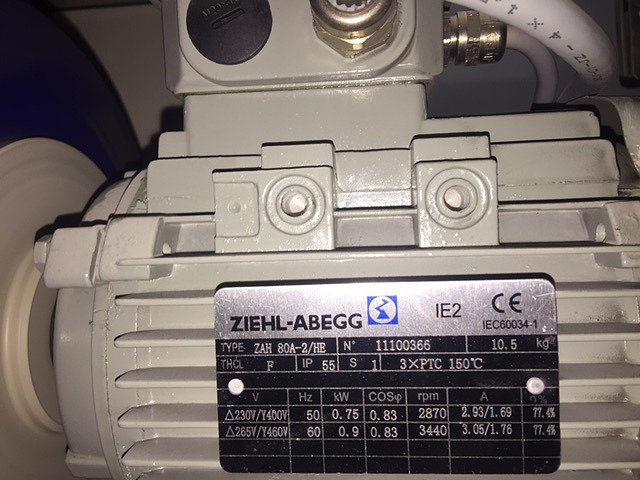 ZIEHL-ABEGG IE2 CE
IEC60034-1
TYPE ZAH 80A-2/HE N° 11100366 10.5 kg
THCL F IP 55 S 1 3×PTC 150℃
V Hz kW COSφ rpm A η%
△230V/Y400V 50 0.75 0.83 2870 2.93/1.69 77.4%
△265V/Y460V 60 0.9 0.83 3440 3.05/1.76 77.4%